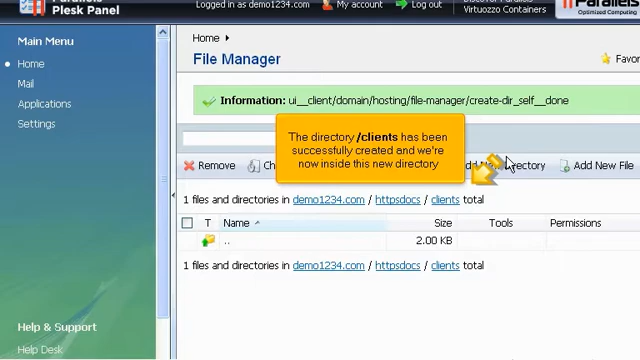 Parallels
Plesk Panel
Logged in as demo1234.com
My account
Log out
Virtuozzo Containers
Parallels
Optimized Computing
Main Menu
Home
Mail
Applications
Settings
Help & Support
Help Desk
Home
File Manager
Favor
Information: ui__client/domain/hosting/file-manager/create-dir_self__done
The directory /clients has been
successfully created and we're
now inside this new directory
Remove
Directory
Add New File
1 files and directories in demo1234.com / httpsdocs / clients total
T Name Size Tools Permissions
.. 2.00 KB
1 files and directories in demo1234.com / httpsdocs / clients total